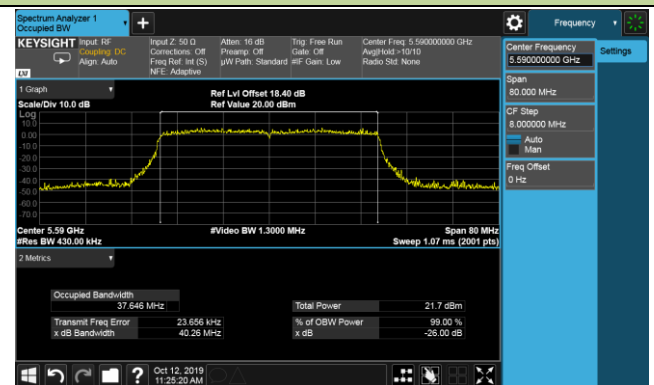 Spectrum Analyzer 1
Occupied BW
Frequency
KEYSIGHT
Input: RF
Coupling: DC
Align: Auto
Input Z: 50 Ω
Corrections: Off
Freq Ref: Int (S)
NFE: Adaptive
Atten: 16 dB
Preamp: Off
µW Path: Standard
Trig: Free Run
Gate: Off
#IF Gain: Low
Center Freq: 5.590000000 GHz
Avg|Hold:>10/10
Radio Std: None
LXI
Center Frequency
5.590000000 GHz
Settings
Span
80.000 MHz
CF Step
8.000000 MHz
Auto
Man
Freq Offset
0 Hz
1 Graph
Ref Lvl Offset 18.40 dB
Scale/Div 10.0 dB
Ref Value 20.00 dBm
Log
10.0
0.00
-10.0
-20.0
-30.0
-40.0
-50.0
-60.0
-70.0
Center 5.59 GHz
#Video BW 1.3000 MHz
Span 80 MHz
#Res BW 430.00 kHz
Sweep 1.07 ms (2001 pts)
2 Metrics
Occupied Bandwidth
37.646 MHz
Total Power
21.7 dBm
Transmit Freq Error
23.656 kHz
% of OBW Power
99.00 %
x dB Bandwidth
40.26 MHz
x dB
-26.00 dB
?
Oct 12, 2019
11:25:20 AM